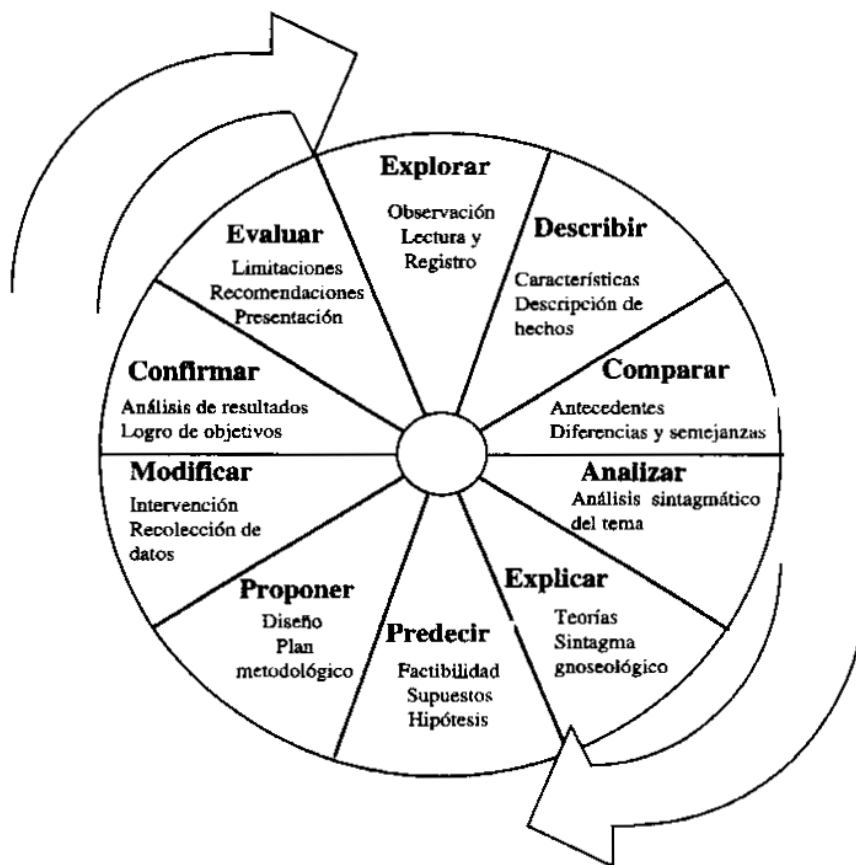 Explorar
Observación
Lectura y
Registro
Describir
Características
Descripción de
hechos
Comparar
Antecedentes
Diferencias y semejanzas
Analizar
Análisis sintagmático
del tema
Explicar
Teorías
Sintagma
gnoseológico
Predecir
Factibilidad
Supuestos
Hipótesis
Proponer
Diseño
Plan
metodológico
Modificar
Intervención
Recolección de
datos
Confirmar
Análisis de resultados
Logro de objetivos
Evaluar
Limitaciones
Recomendaciones
Presentación